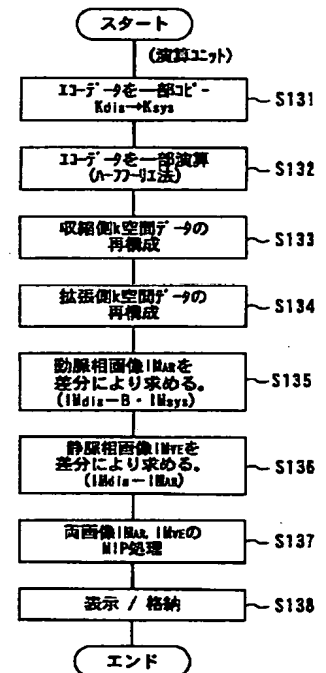 スタート
(演算ユニット)
エコーデータを一部コピー
Kdis→Ksys
S131
エコーデータを一部演算
(ハーフフーリエ法)
S132
収縮側k空間データの
再構成
S133
拡張側k空間データの
再構成
S134
動脈相画像IMARを
差分により求める。
(IMdis－B・IMsys)
S135
静脈相画像IMVEを
差分により求める。
(IMdis－IMAR)
S136
両画像IMAR, IMVEの
MIP処理
S137
表示 / 格納
S138
エンド